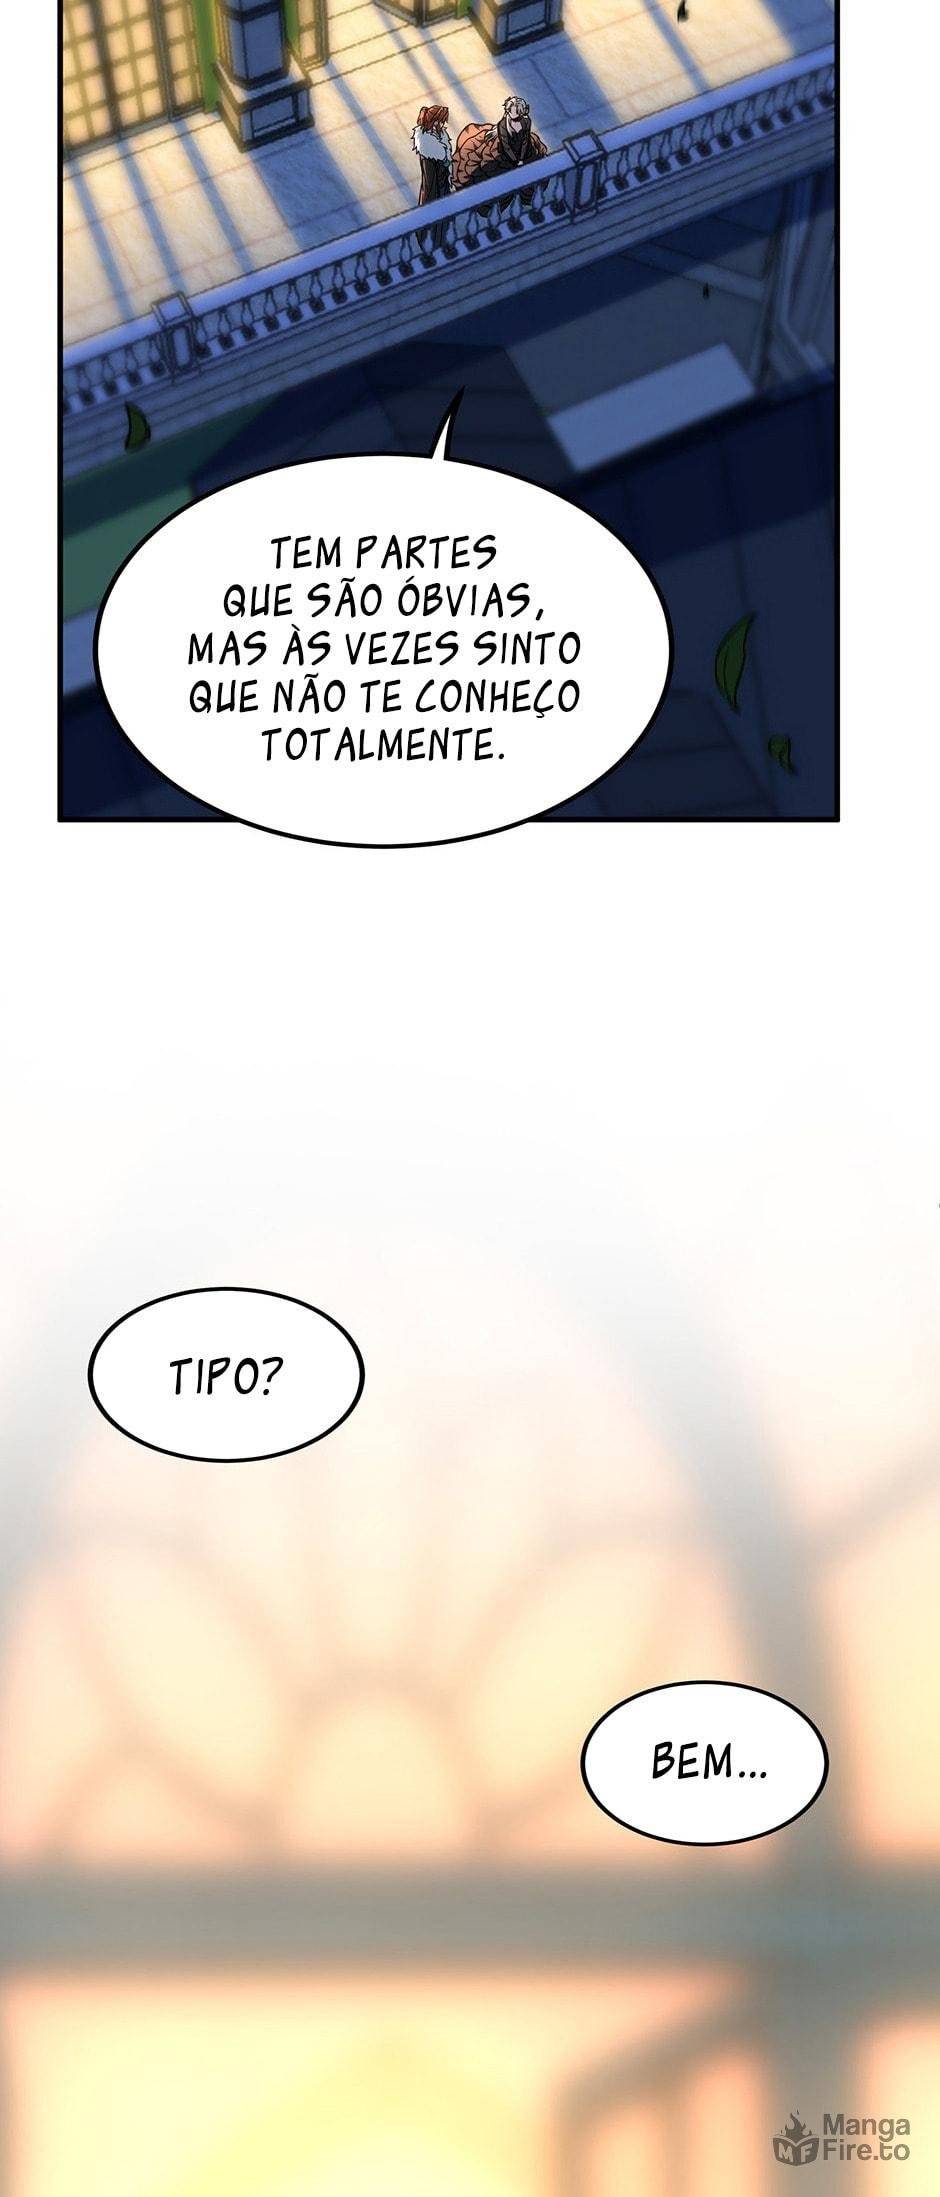 TEM PARTES
QUE SÃO ÓBVIAS,
MAS ÀS VEZES SINTO
QUE NÃO TE CONHEÇO
TOTALMENTE.
TIPO?
BEM...
Manga
Fire.to
MF